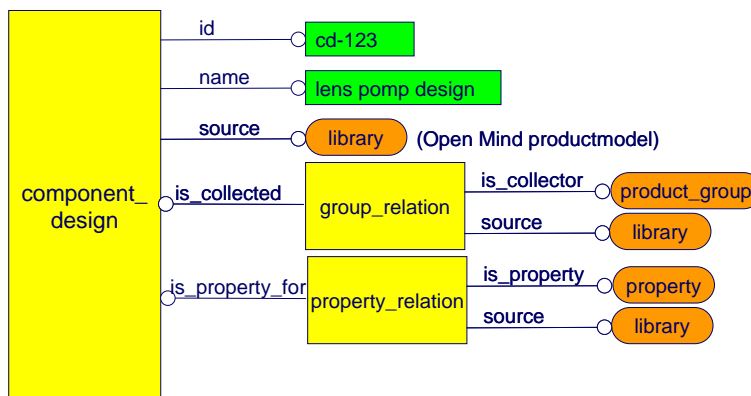 id
cd-123
name
lens pomp design
source
library
(Open Mind productmodel)
component_
design
is_collected
group_relation
is_collector
product_group
source
library
is_property_for
property_relation
is_property
property
source
library